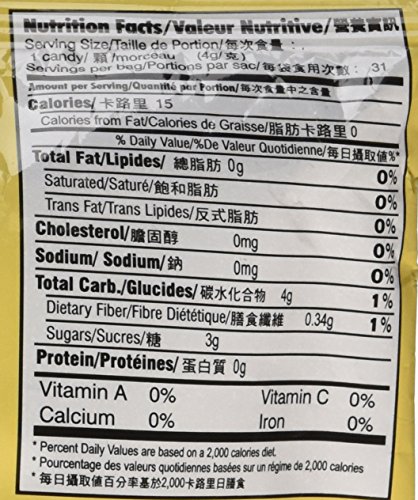 Nutrition Facts/Valeur Nutritive/營養資訊
Serving Size/Taille de Portion/每次食量：.
1 candy/ 顆/morceau (4g/克)
Servings per bag/Portions par sac/每袋食用次數： 31
Amount per Serving/Quantité par Portion/每次食量中之含量
Calories/卡路里 15
Calories from Fat/Calories de Graisse/脂肪卡路里 0
% Daily Value/%De Valeur Quotidienne/每日攝取值%*
Total Fat/Lipides/ 總脂肪 0g 0%
Saturated/Saturé/飽和脂肪 0%
Trans Fat/Trans Lipides/反式脂肪 0%
Cholesterol/膽固醇 0mg 0%
Sodium/ Sodium/鈉 0mg 0%
Total Carb./Glucides/ 碳水化合物 4g 1%
Dietary Fiber/Fibre Diététique/膳食纖維 0.34g 1%
Sugars/Sucres/糖 3g
Protein/Protéines/ 蛋白質 0g
Vitamin A 0% Vitamin C 0%
Calcium 0% Iron 0%
* Percent Daily Values are based on a 2,000 calories diet.
* Pourcentage des valeurs quotidiennes basées sur un régime de 2,000 calories
* 每日攝取值百分率基於2,000卡路里日膳食